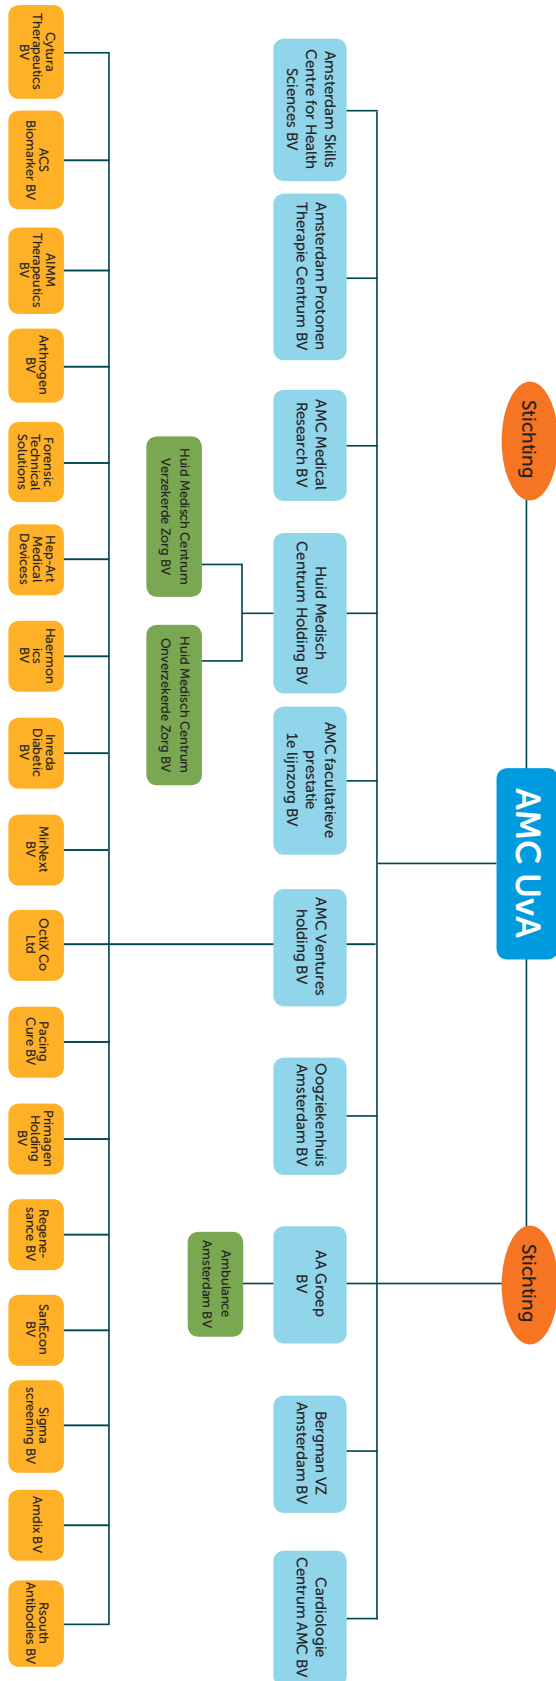 Stichting
AMC UvA
Stichting
Amsterdam Skills
Centre for Health
Sciences BV
Amsterdam Protonen
Therapie Centrum BV
AMC Medical
Research BV
Huid Medisch
Centrum Holding BV
AMC facultatieve
prestatie
1e lijnzorg BV
AMC Ventures
holding BV
Oogziekenhuis
Amsterdam BV
AA Groep
BV
Bergman VZ
Amsterdam BV
Cardiologie
Centrum AMC BV
Huid Medisch Centrum
Verzekerde Zorg BV
Huid Medisch Centrum
Onverzekerde Zorg BV
Ambulance
Amsterdam BV
Cytura
Therapeutics
BV
ACS
Biomarker BV
AIMM
Therapeutics
BV
Arthrogen
BV
Forensic
Technical
Solutions
Hep-Art
Medical
Devicess
Haermon
ics
BV
Inreda
Diabetic
BV
MirNext
BV
OctiX Co
Ltd
Pacing
Cure BV
Primagen
Holding
BV
Regene-
sance BV
SanEcon
BV
Sigma
screening BV
Amdix BV
Rsouth
Antibodies BV